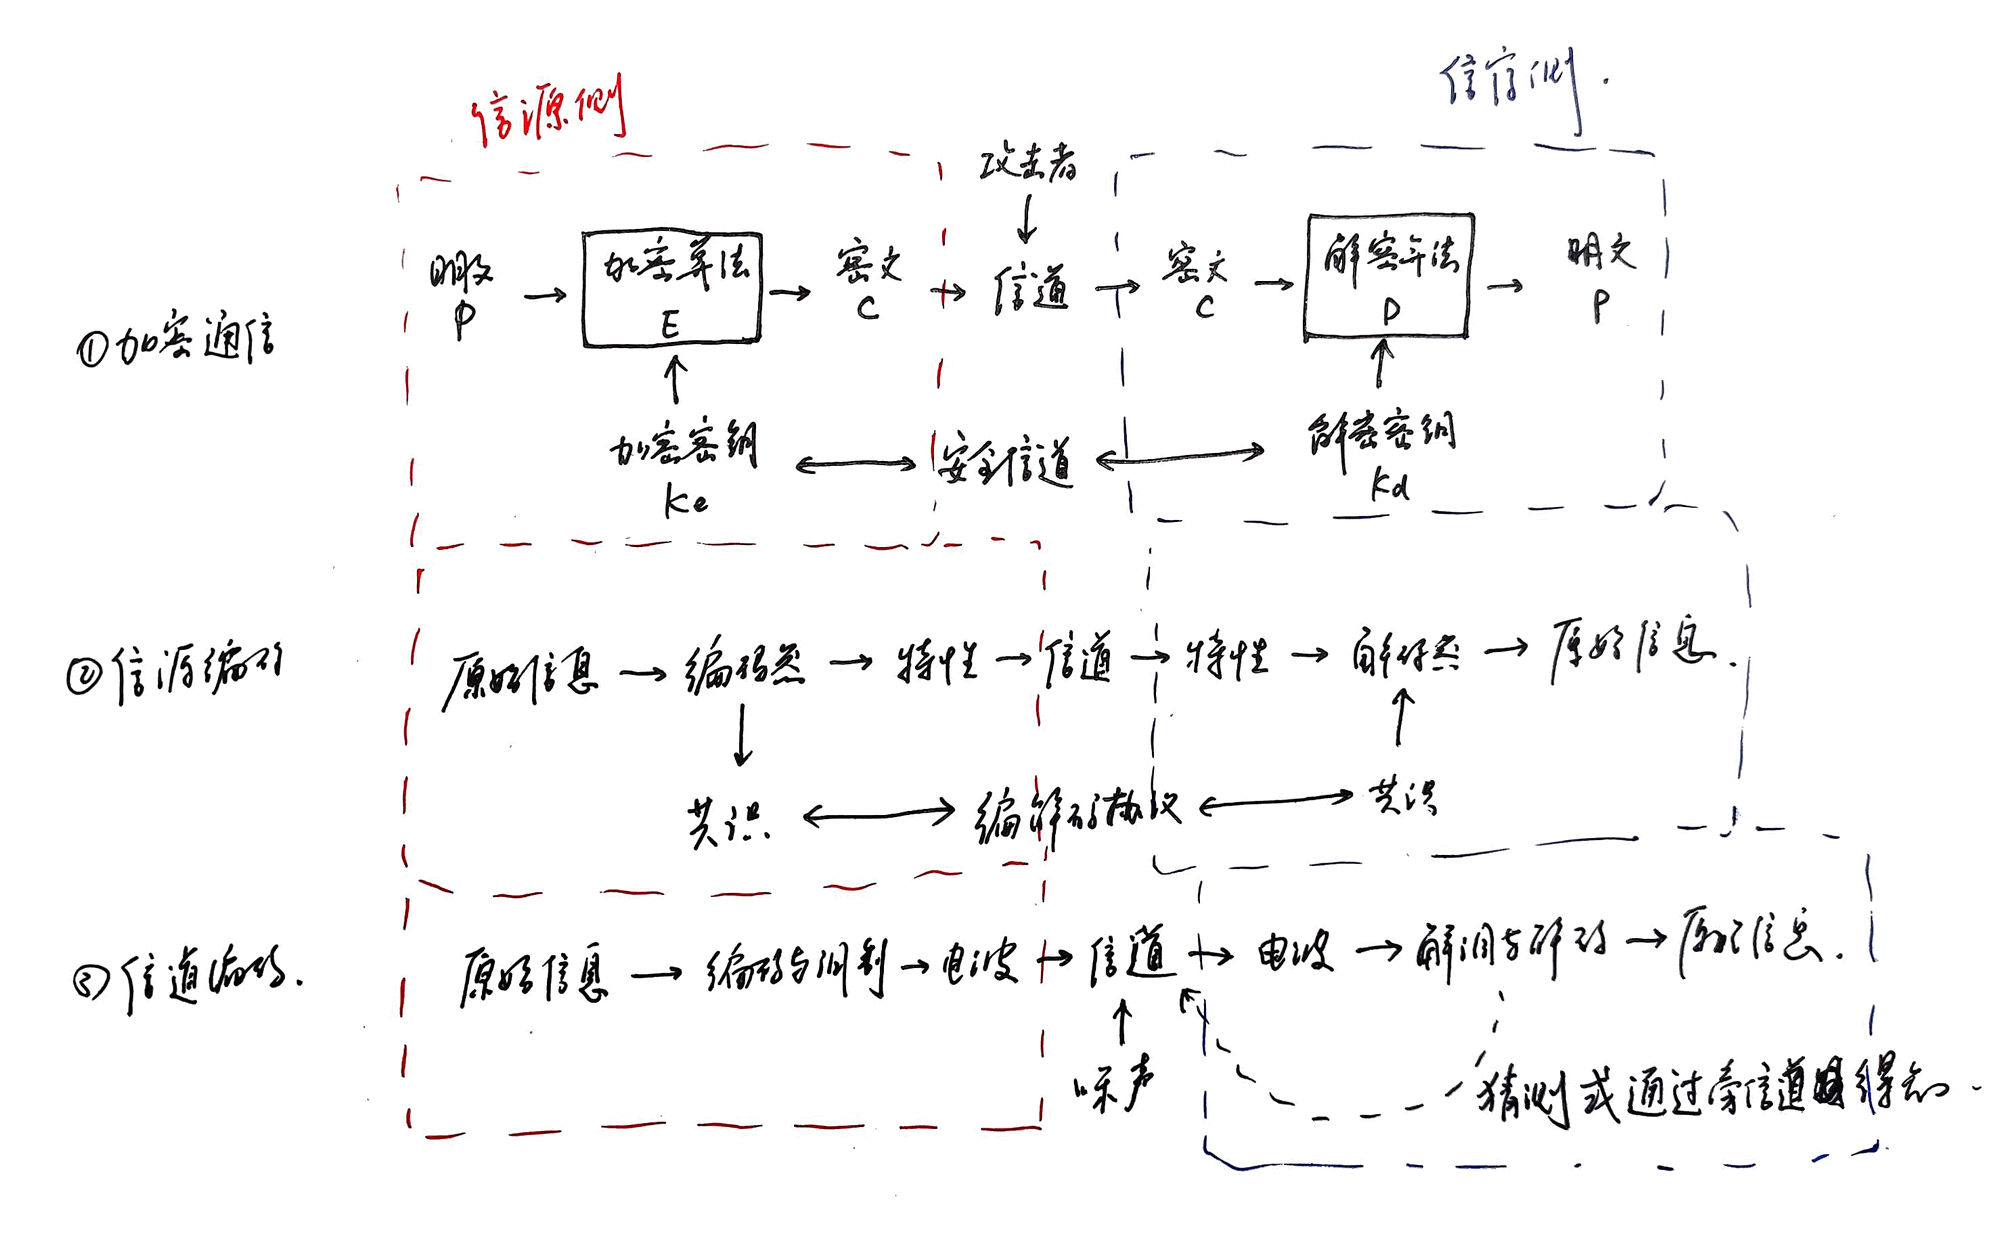 信源侧
信宿侧.
攻击者
①加密通信
明文 P → 加密算法 E → 密文 C → 信道 → 密文 C → 解密算法 D → 明文 P
加密密钥 Ke ↔ 安全信道 ↔ 解密密钥 Kd
②信源编码
原始信息 → 编码器 → 特性 → 信道 → 特性 → 解码器 → 原始信息.
共识 ↔ 编解码协议 ↔ 共识
③信道编码.
原始信息 → 编码与调制 → 电波 → 信道 → 电波 → 解调与解码 → 原始信息.
噪声
猜测或通过旁信道得知.